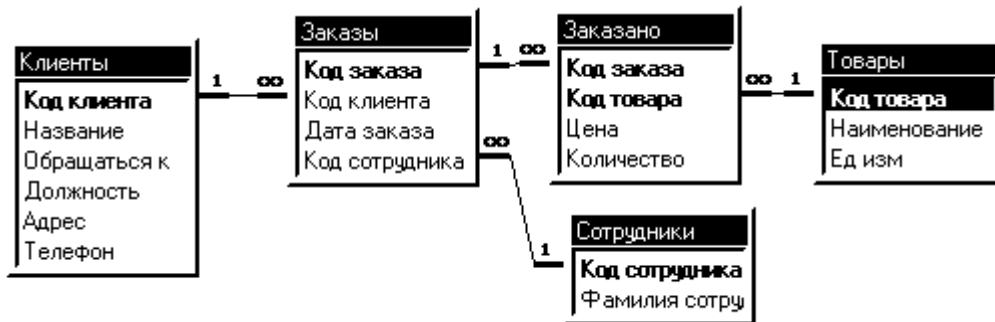 Клиенты
Код клиента
Название
Обращаться к
Должность
Адрес
Телефон
1 ∞
Заказы
Код заказа
Код клиента
Дата заказа
Код сотрудника
1 ∞
∞
1
Заказано
Код заказа
Код товара
Цена
Количество
∞ 1
Товары
Код товара
Наименование
Ед изм
Сотрудники
Код сотрудника
Фамилия сотру